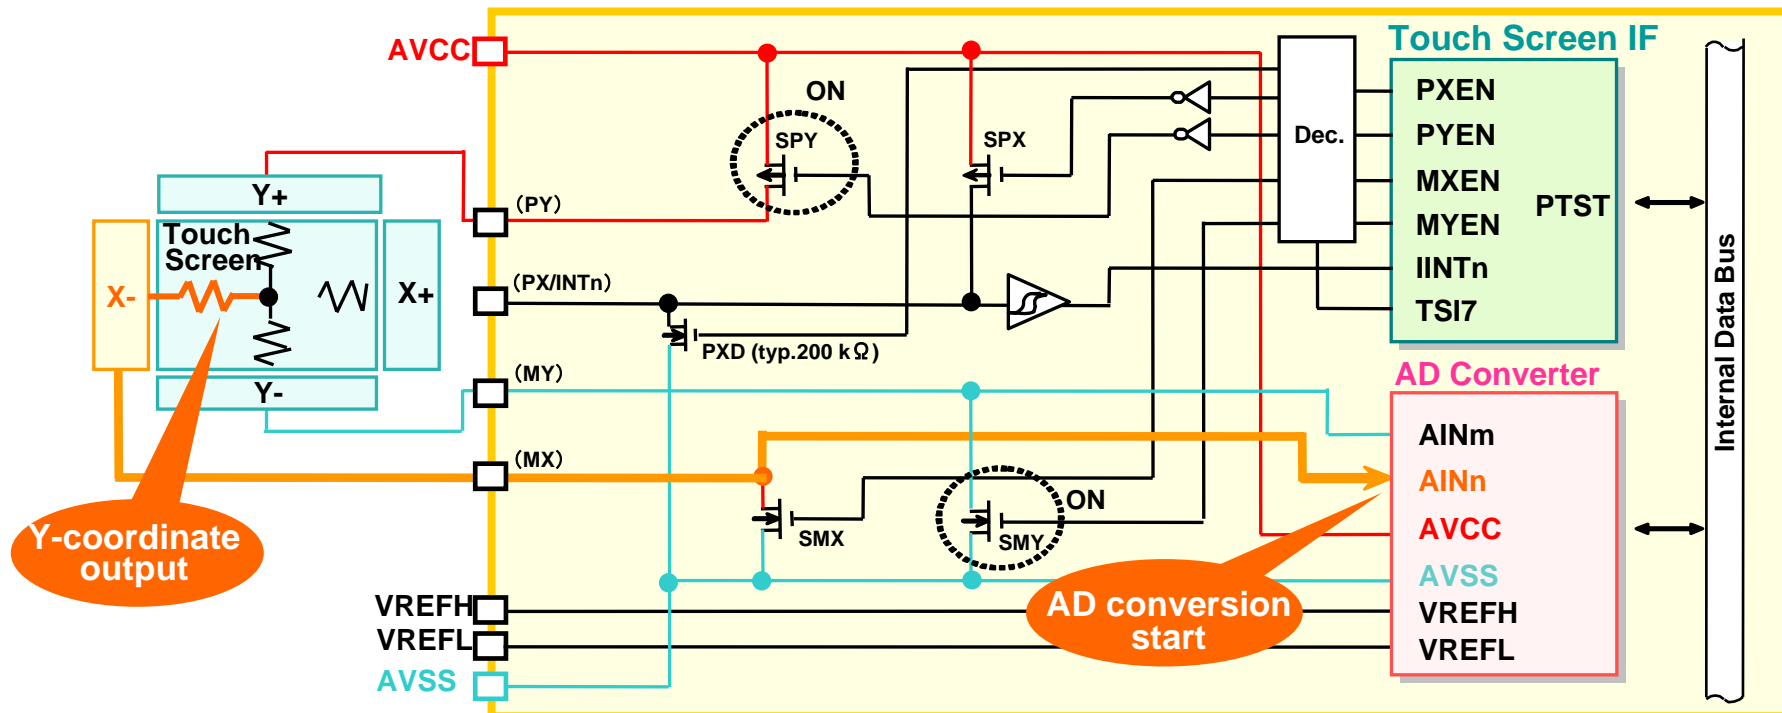 AVCC
Touch Screen IF
ON
SPY
SPX
Dec.
PXEN
PYEN
MXEN
MYEN
PTST
IINTn
TSI7
Internal Data Bus
Y+
(PY)
Touch
Screen
X-
X+
(PX/INTn)
PXD (typ.200 kΩ)
Y-
(MY)
AD Converter
AINm
AINn
AVCC
AVSS
VREFH
VREFL
(MX)
ON
SMX
SMY
Y-coordinate
output
AD conversion
start
VREFH
VREFL
AVSS